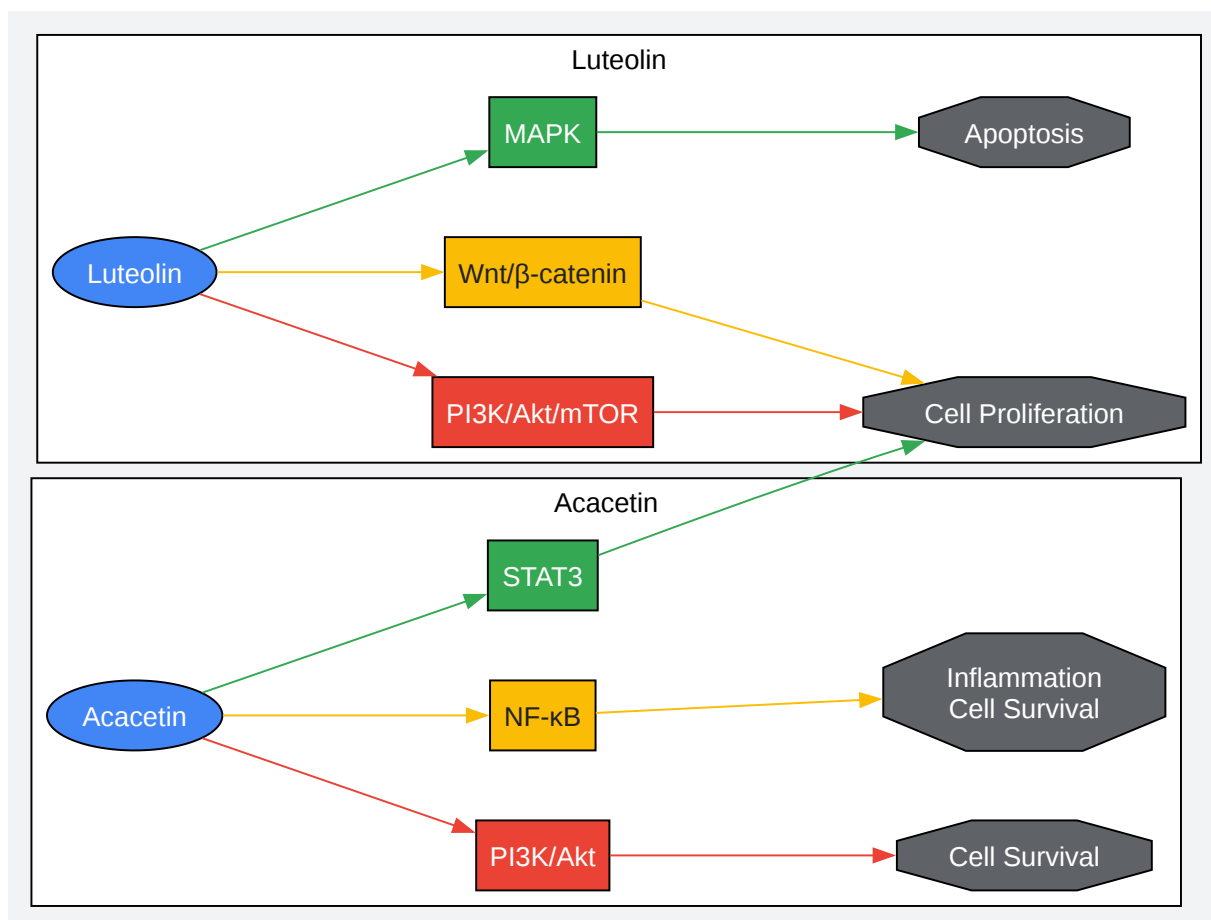 Luteolin
MAPK
Apoptosis
Luteolin
Wnt/β-catenin
PI3K/Akt/mTOR
Cell Proliferation
Acacetin
STAT3
Inflammation
Cell Survival
Acacetin
NF-κB
PI3K/Akt
Cell Survival